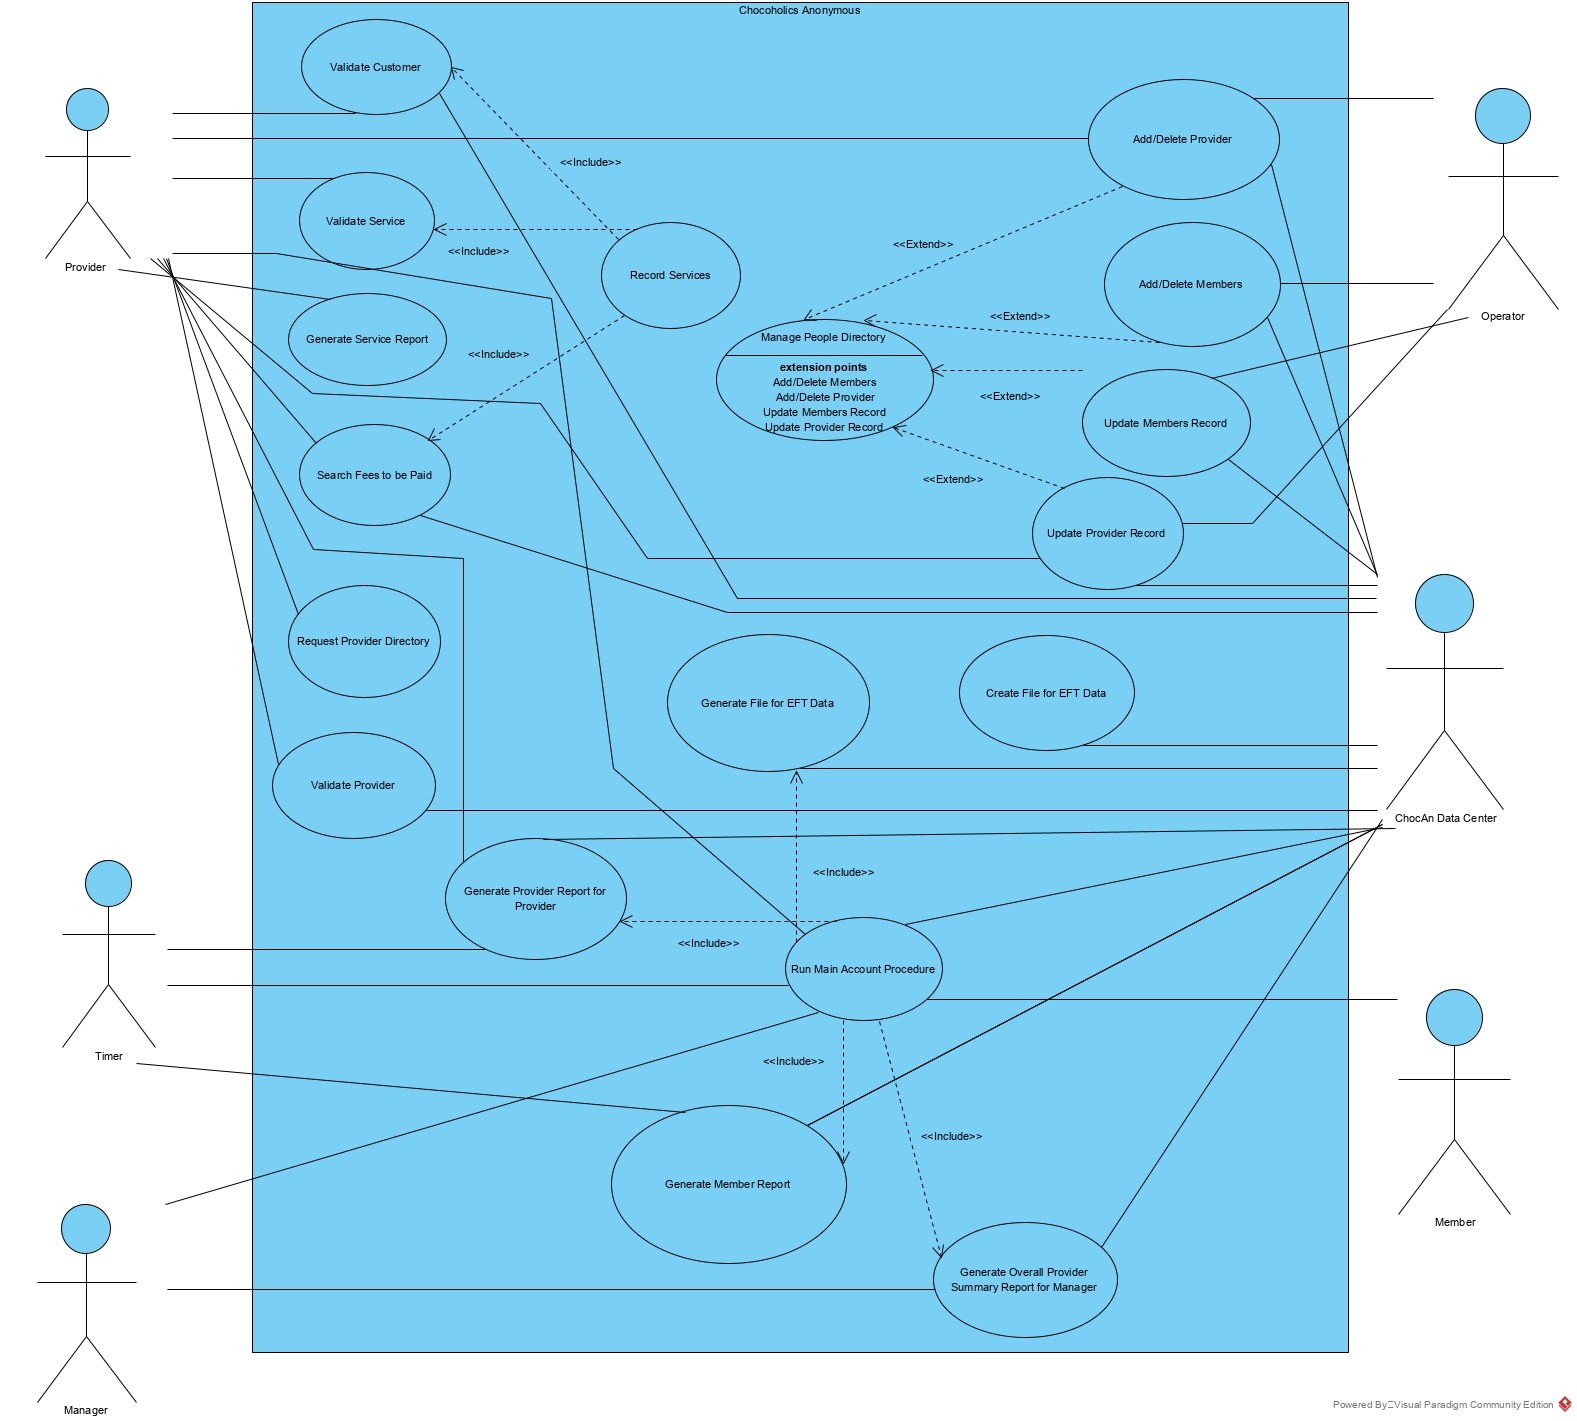 Chocoholics Anonymous
Validate Customer
Add/Delete Provider
<<Include>>
Validate Service
<<Include>>
<<Extend>>
Provider
Record Services
Add/Delete Members
Operator
<<Extend>>
Generate Service Report
<<Include>>
Manage People Directory
extension points
Add/Delete Members
Add/Delete Provider
Update Members Record
Update Provider Record
<<Extend>>
Update Members Record
Search Fees to be Paid
<<Extend>>
Update Provider Record
Request Provider Directory
Generate File for EFT Data
Create File for EFT Data
Validate Provider
ChocAn Data Center
<<Include>>
Generate Provider Report for
Provider
<<Include>>
Run Main Account Procedure
Timer
<<Include>>
<<Include>>
Generate Member Report
Member
Generate Overall Provider
Summary Report for Manager
Manager
Powered By Visual Paradigm Community Edition